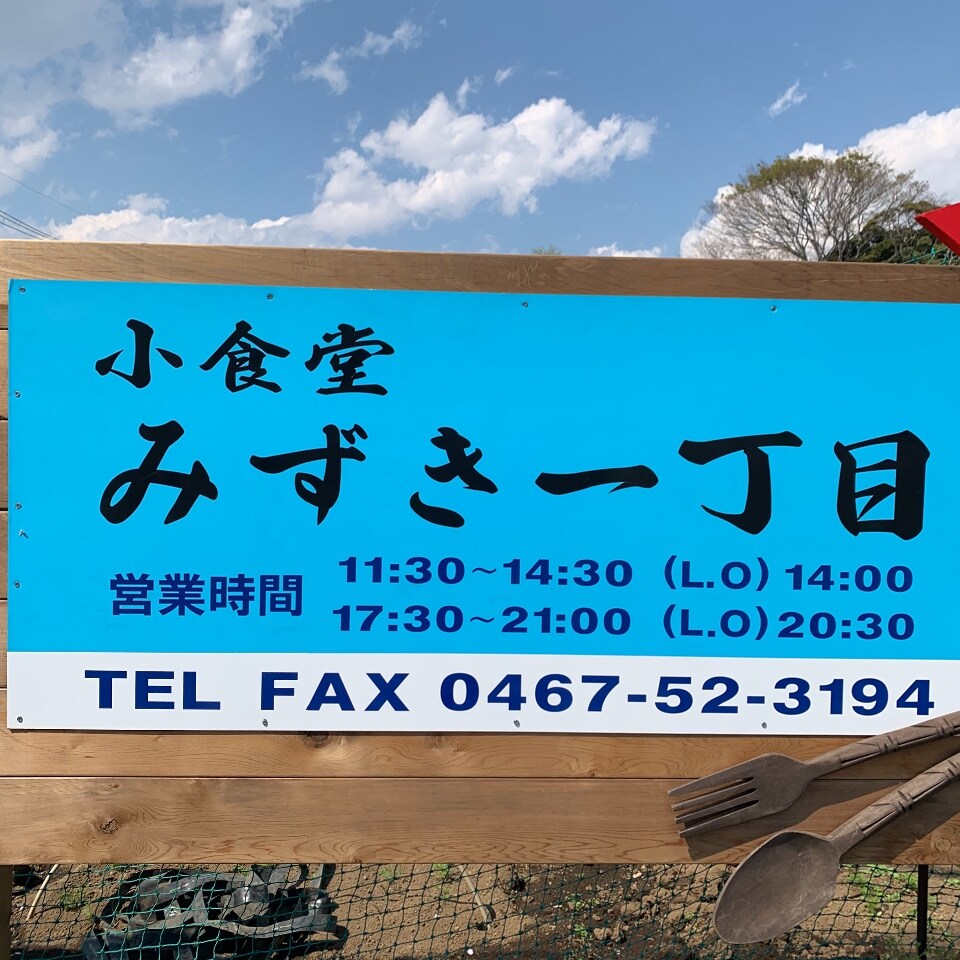 小食堂
みずき一丁目
営業時間 11:30~14:30 (L.O) 14:00
17:30~21:00 (L.O) 20:30
TEL FAX 0467-52-3194